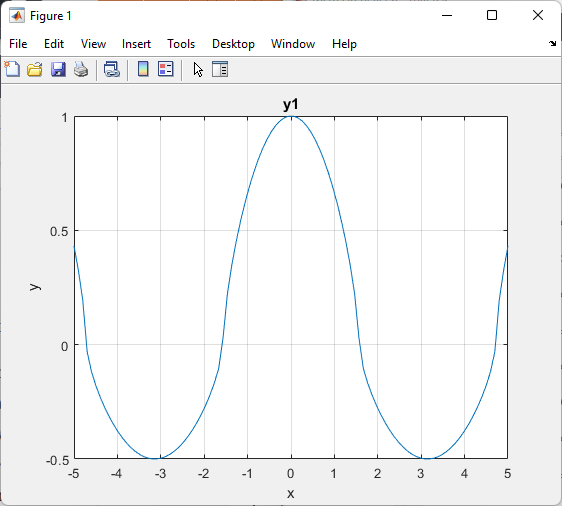 Figure 1
File Edit View Insert Tools Desktop Window Help
y1
1
0.5
0
-0.5
y
-5 -4 -3 -2 -1 0 1 2 3 4 5
x